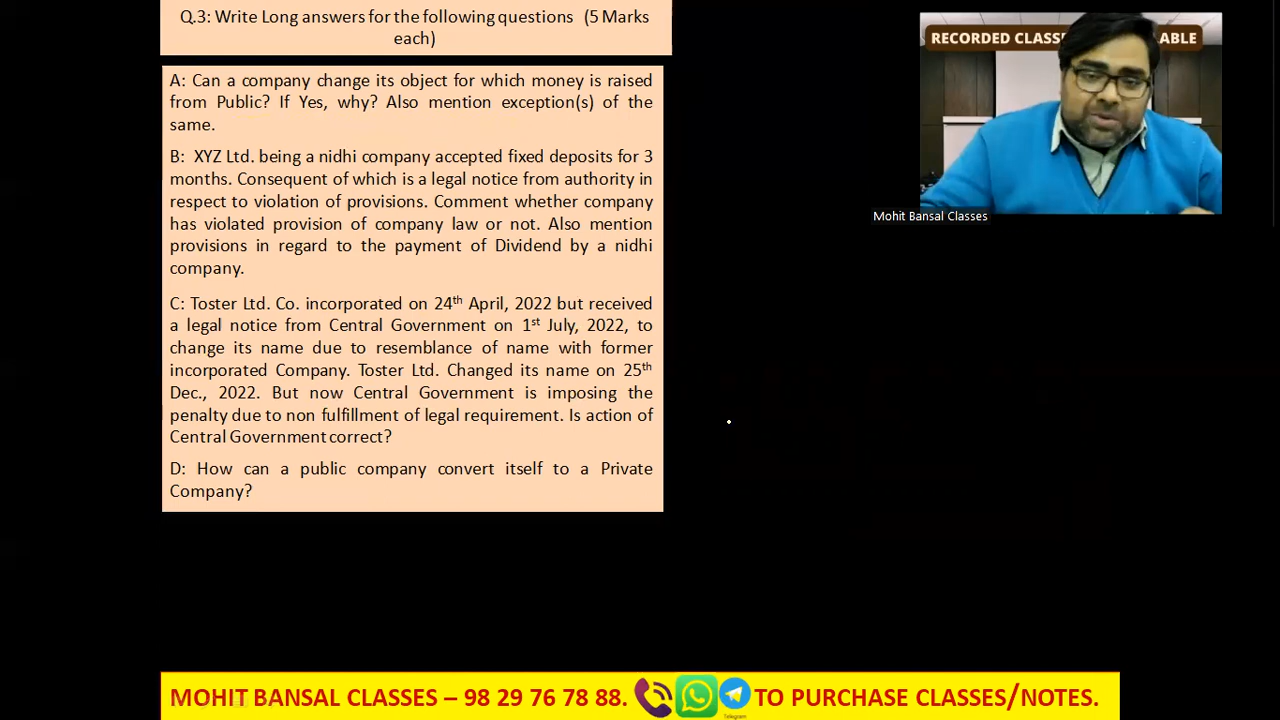 Q.3: Write Long answers for the following questions (5 Marks
each)
RECORDED CLASS ABLE
A: Can a company change its object for which money is raised
from Public? If Yes, why? Also mention exception(s) of the
same.
B: XYZ Ltd. being a nidhi company accepted fixed deposits for 3
months. Consequent of which is a legal notice from authority in
respect to violation of provisions. Comment whether company
has violated provision of company law or not. Also mention
provisions in regard to the payment of Dividend by a nidhi
company.
Mohit Bansal Classes
C: Toster Ltd. Co. incorporated on 24th April, 2022 but received
a legal notice from Central Government on 1st July, 2022, to
change its name due to resemblance of name with former
incorporated Company. Toster Ltd. Changed its name on 25th
Dec., 2022. But now Central Government is imposing the
penalty due to non fulfillment of legal requirement. Is action of
Central Government correct?
D: How can a public company convert itself to a Private
Company?
MOHIT BANSAL CLASSES – 98 29 76 78 88. TO PURCHASE CLASSES/NOTES.
Telegram